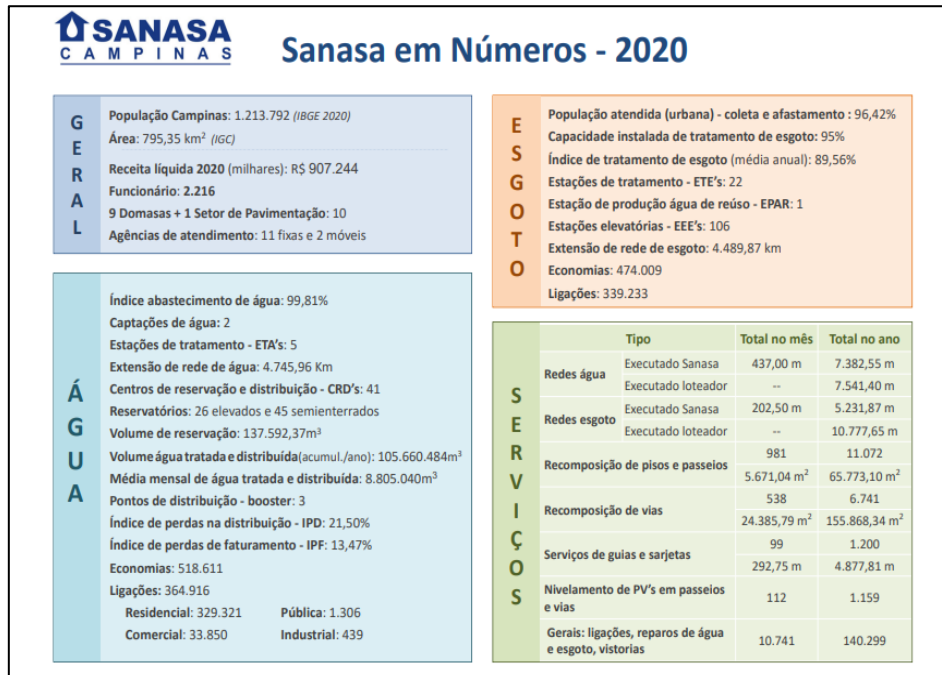 SANASA
CAMPINAS
Sanasa em Números - 2020
GERAL
População Campinas: 1.213.792 (IBGE 2020)
Área: 795,35 km² (IGC)
Receita líquida 2020 (milhares): R$ 907.244
Funcionário: 2.216
9 Domasas + 1 Setor de Pavimentação: 10
Agências de atendimento: 11 fixas e 2 móveis
ÁGUA
Índice abastecimento de água: 99,81%
Captações de água: 2
Estações de tratamento - ETA's: 5
Extensão de rede de água: 4.745,96 Km
Centros de reservação e distribuição - CRD's: 41
Reservatórios: 26 elevados e 45 semienterrados
Volume de reservação: 137.592,37m³
Volume água tratada e distribuída(acumul./ano): 105.660.484m³
Média mensal de água tratada e distribuída: 8.805.040m³
Pontos de distribuição - booster: 3
Índice de perdas na distribuição - IPD: 21,50%
Índice de perdas de faturamento - IPF: 13,47%
Economias: 518.611
Ligações: 364.916
Residencial: 329.321 Pública: 1.306
Comercial: 33.850 Industrial: 439
ESGOTO
População atendida (urbana) - coleta e afastamento : 96,42%
Capacidade instalada de tratamento de esgoto: 95%
Índice de tratamento de esgoto (média anual): 89,56%
Estações de tratamento - ETE's: 22
Estação de produção água de reúso - EPAR: 1
Estações elevatórias - EEE's: 106
Extensão de rede de esgoto: 4.489,87 km
Economias: 474.009
Ligações: 339.233
SERVIÇOS
Tipo Total no mês Total no ano
Redes água Executado Sanasa 437,00 m 7.382,55 m
Executado loteador -- 7.541,40 m
Redes esgoto Executado Sanasa 202,50 m 5.231,87 m
Executado loteador -- 10.777,65 m
Recomposição de pisos e passeios 981 11.072
5.671,04 m² 65.773,10 m²
Recomposição de vias 538 6.741
24.385,79 m² 155.868,34 m²
Serviços de guias e sarjetas 99 1.200
292,75 m 4.877,81 m
Nivelamento de PV's em passeios
e vias 112 1.159
Gerais: ligações, reparos de água
e esgoto, vistorias 10.741 140.299